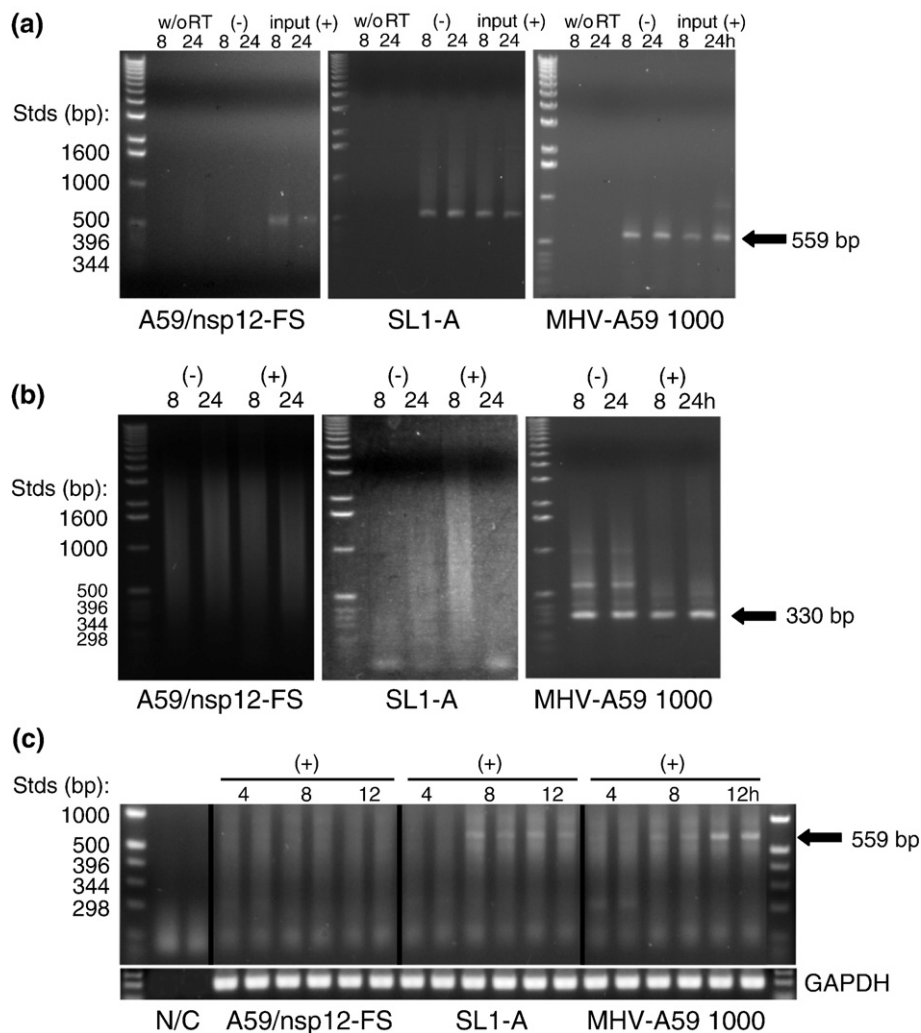 (a)
w/o RT (-) input (+) w/o RT (-) input (+) w/o RT (-) input (+)
8 24 8 24 8 24 8 24 8 24 8 24 8 24 8 24 8 24h
Stds (bp):
1600
1000
500
396
344
559 bp
A59/nsp12-FS SL1-A MHV-A59 1000
(b)
(-) (+) (-) (+) (-) (+)
8 24 8 24 8 24 8 24 8 24 8 24h
Stds (bp):
1600
1000
500
396
344
298
330 bp
A59/nsp12-FS SL1-A MHV-A59 1000
(c)
(+) (+) (+)
Stds (bp):
4 8 12 4 8 12 4 8 12h
1000
500
396
344
298
559 bp
GAPDH
N/C A59/nsp12-FS SL1-A MHV-A59 1000